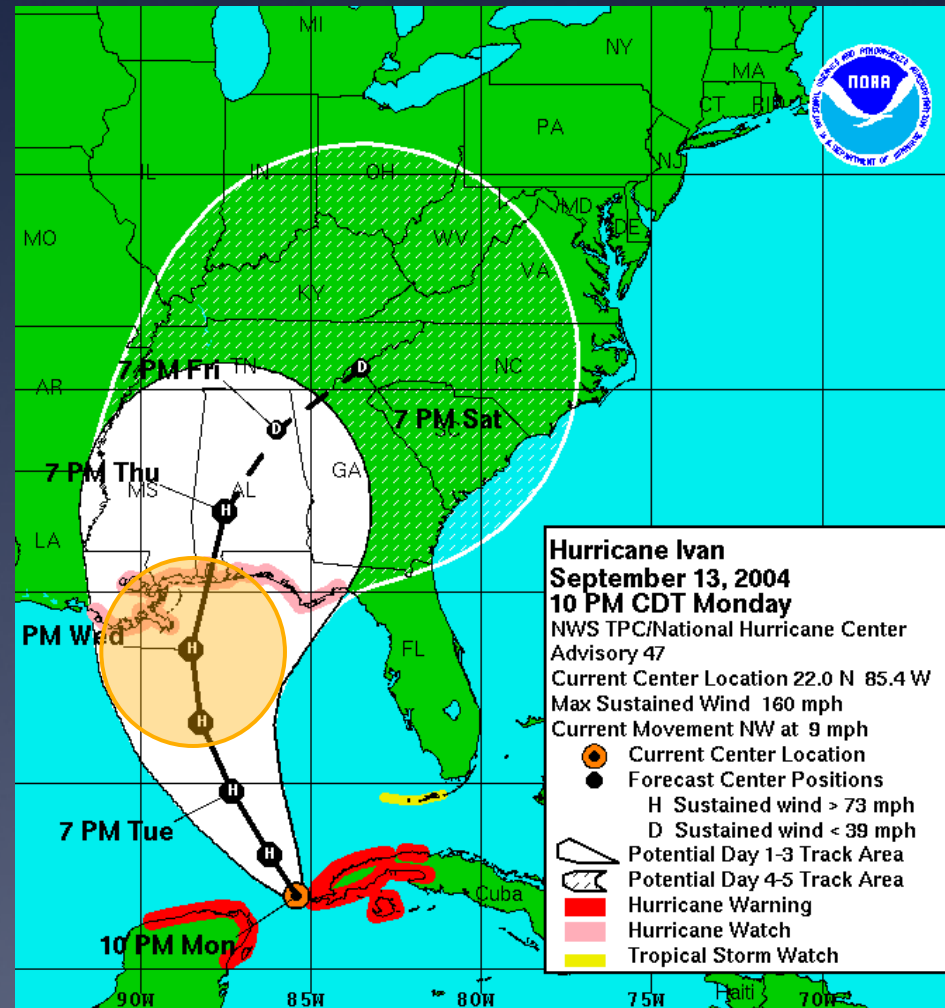 MI
NY
MA
CT
RI
PA
NJ
IL
IN
OH
MD
DE
MO
WV
VA
KY
NORA
7 PM Fri
TN
NC
AR
7 PM Sat
SC
7 PM Thu
MS
AL
GA
LA
PM Wed
FL
7 PM Tue
10 PM Mon
Cuba
Haiti
90W
85W
75W
70W
Hurricane Ivan
September 13, 2004
10 PM CDT Monday
NWS TPC/National Hurricane Center
Advisory 47
Current Center Location 22.0 N 85.4 W
Max Sustained Wind 160 mph
Current Movement NW at 9 mph
Current Center Location
Forecast Center Positions
H Sustained wind > 73 mph
D Sustained wind < 39 mph
Potential Day 1-3 Track Area
Potential Day 4-5 Track Area
Hurricane Warning
Hurricane Watch
Tropical Storm Watch
D
D
H
H
H
H
H